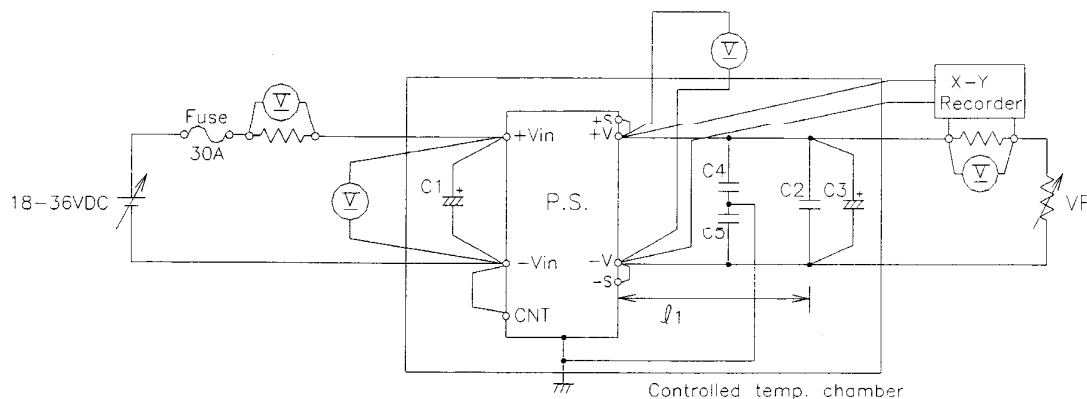 V
X-Y
Recorder
Fuse
V
30A
+S
+Vin
+V
V
C1
+
P.S.
C4
C2
C3
+
18-36VDC
V
C5
VR
-Vin
-V
-S
CNT
ℓ1
Controlled temp. chamber